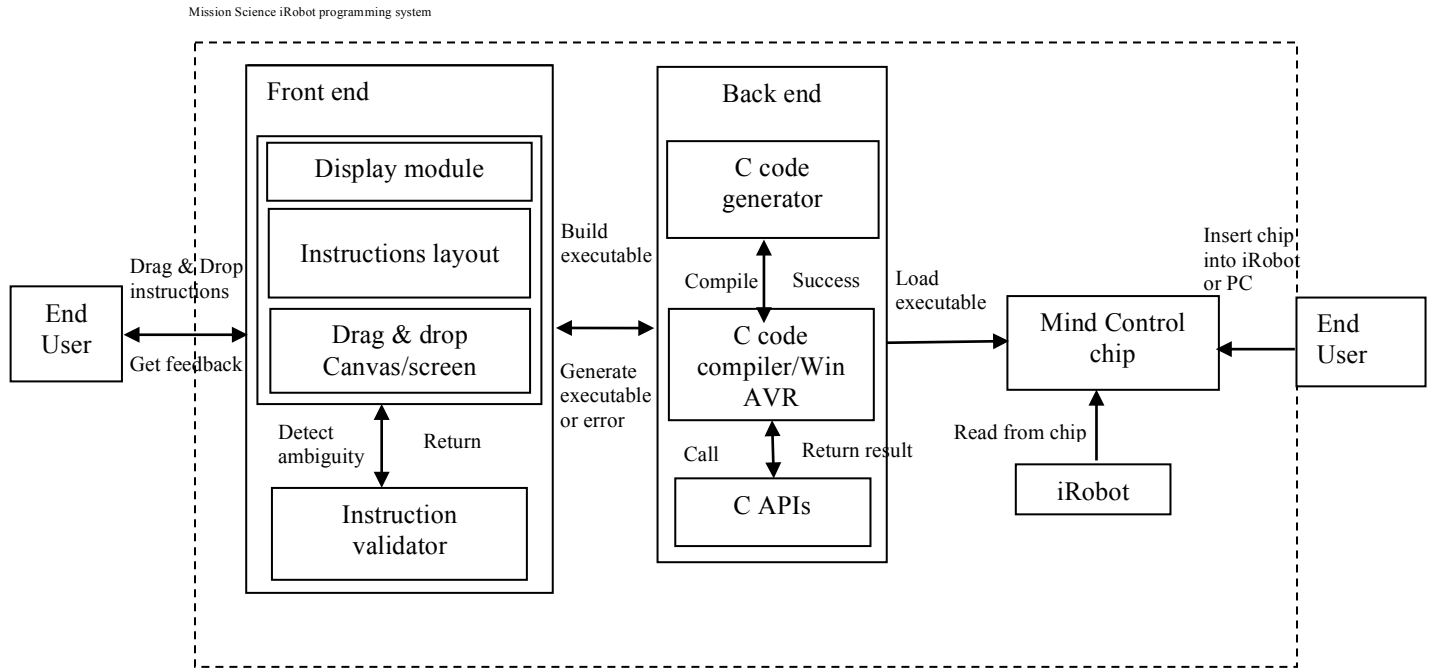 Mission Science iRobot programming system
Front end
Display module
Instructions layout
Drag & drop
Canvas/screen
Detect
ambiguity
Return
Instruction
validator
End
User
Drag & Drop
instructions
Get feedback
Build
executable
Generate
executable
or error
Back end
C code
generator
Compile
Success
C code
compiler/Win
AVR
Call
Return result
C APIs
Load
executable
Mind Control
chip
Read from chip
iRobot
Insert chip
into iRobot
or PC
End
User